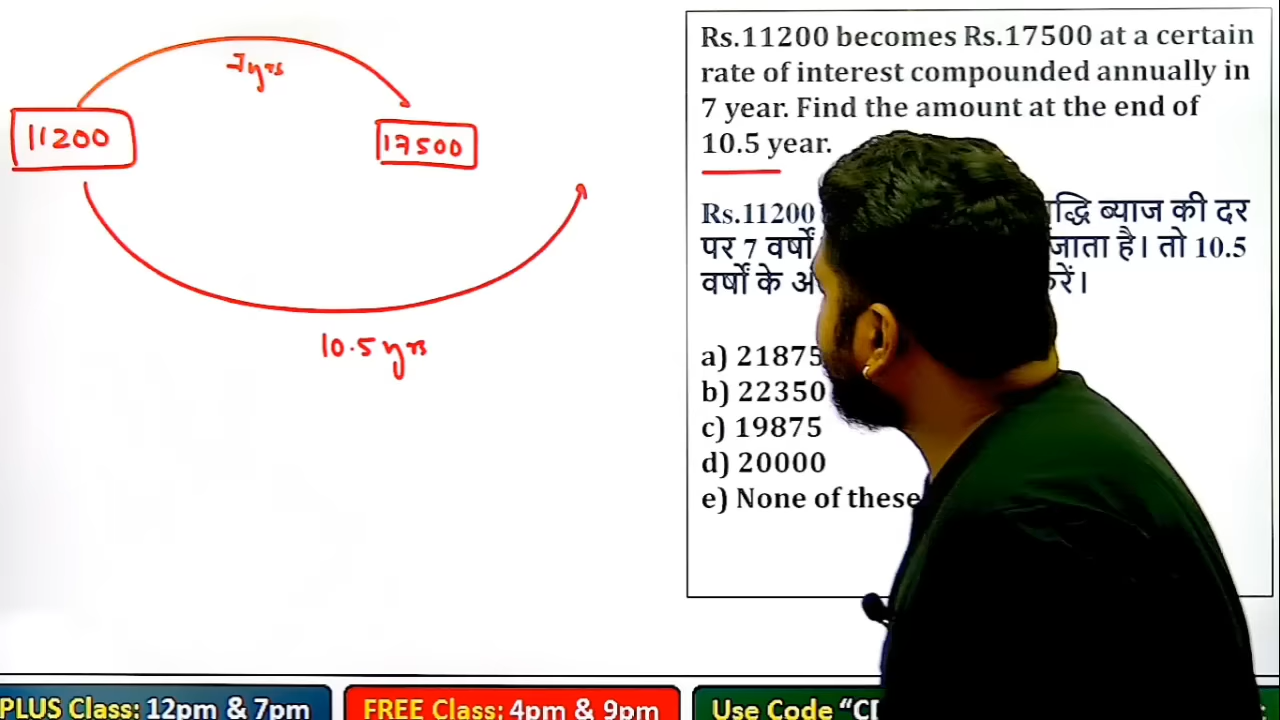 7yrs
11200
17500
10.5 yrs
Rs.11200 becomes Rs.17500 at a certain
rate of interest compounded annually in
7 year. Find the amount at the end of
10.5 year.
Rs.11200 ब्याज की दर
पर 7 वर्षों जाता है। तो 10.5
वर्षों के
a) 21875
b) 22350
c) 19875
d) 20000
e) None of these
PLUS Class: 12pm & 7pm
FREE Class: 4pm & 9pm
Use Code